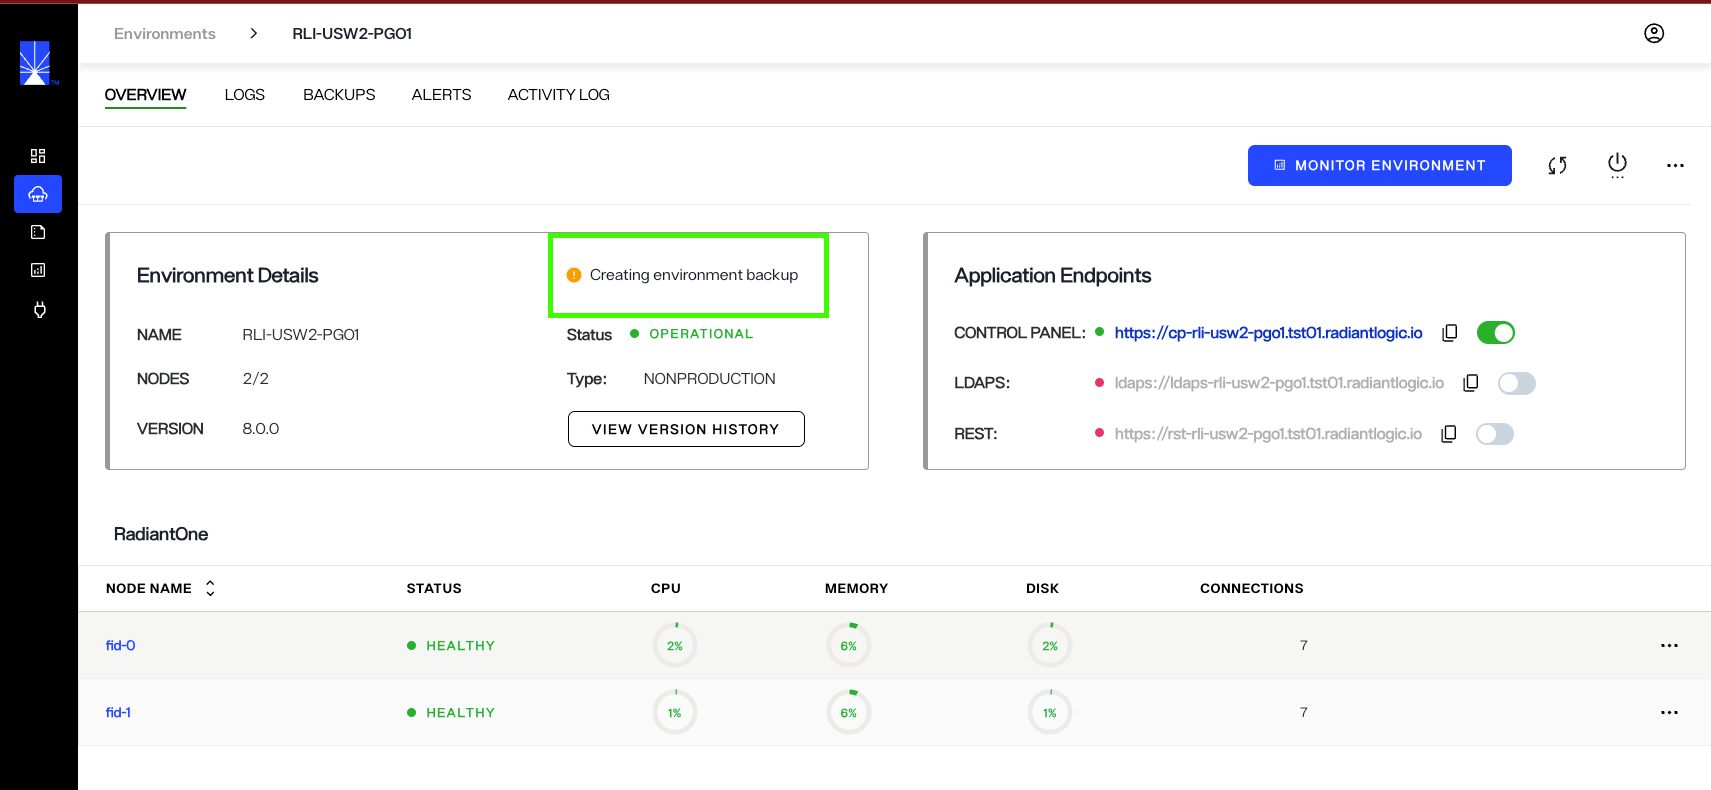 Environments > RLI-USW2-PG01
TM
OVERVIEW LOGS BACKUPS ALERTS ACTIVITY LOG
MONITOR ENVIRONMENT
Environment Details
Creating environment backup
NAME RLI-USW2-PG01
Status OPERATIONAL
NODES 2/2
Type: NONPRODUCTION
VERSION 8.0.0
VIEW VERSION HISTORY
Application Endpoints
CONTROL PANEL: https://cp-rli-usw2-pgo1.tst01.radiantlogic.io
LDAPS: ldaps://ldaps-rli-usw2-pgo1.tst01.radiantlogic.io
REST: https://rst-rli-usw2-pgo1.tst01.radiantlogic.io
RadiantOne
NODE NAME STATUS CPU MEMORY DISK CONNECTIONS
fid-0 HEALTHY 2% 6% 2% 7
fid-1 HEALTHY 1% 6% 1% 7